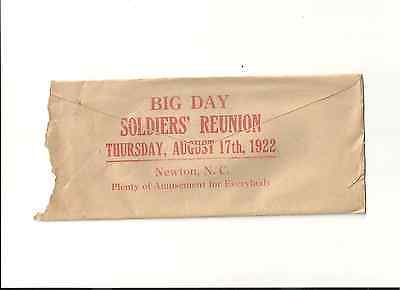 BIG DAY
SOLDIERS' REUNION
THURSDAY, AUGUST 17th, 1922
Newton, N. C.
Plenty of Amusement for Everybody